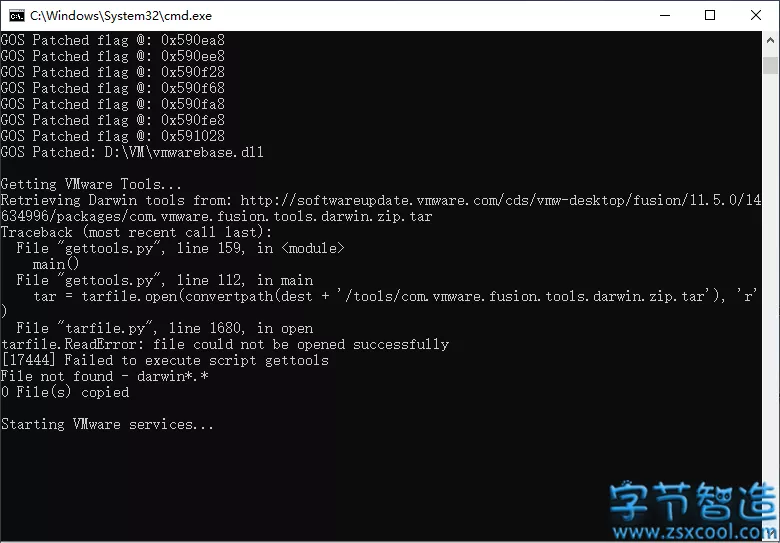 C:\Windows\System32\cmd.exe
GOS Patched flag @: 0x590ea8
GOS Patched flag @: 0x590ee8
GOS Patched flag @: 0x590f28
GOS Patched flag @: 0x590f68
GOS Patched flag @: 0x590fa8
GOS Patched flag @: 0x590fe8
GOS Patched flag @: 0x591028
GOS Patched: D:\VM\vmwarebase.dll
Getting VMware Tools...
Retrieving Darwin tools from: http://softwareupdate.vmware.com/cds/vmw-desktop/fusion/11.5.0/14
634996/packages/com.vmware.fusion.tools.darwin.zip.tar
Traceback (most recent call last):
File "gettools.py", line 159, in <module>
main()
File "gettools.py", line 112, in main
tar = tarfile.open(convertpath(dest + '/tools/com.vmware.fusion.tools.darwin.zip.tar'), 'r'
)
File "tarfile.py", line 1680, in open
tarfile.ReadError: file could not be opened successfully
[17444] Failed to execute script gettools
File not found - darwin*.*
0 File(s) copied
Starting VMware services...
字节智造
www.zsxcool.com